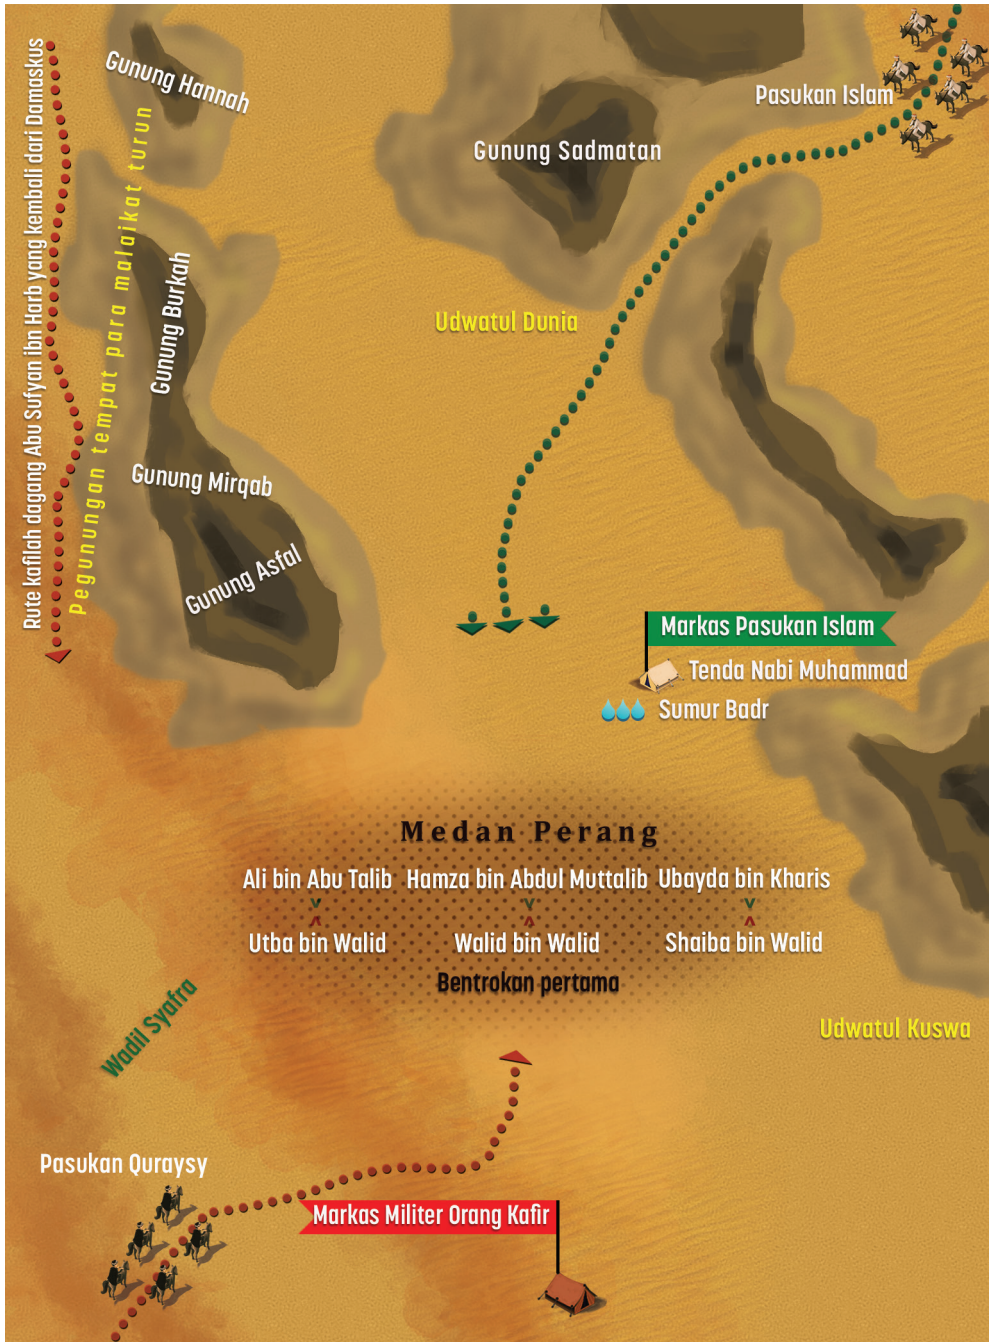 Rute kafilah dagang Abu Sufyan ibn Harb yang kembali dari Damaskus
Gunung Hannah
Pegunungan tempat para malaikat turun
Gunung Burkah
Gunung Mirqab
Gunung Asfal
Gunung Sadmatan
Pasukan Islam
Udwatul Dunia
Markas Pasukan Islam
Tenda Nabi Muhammad
Sumur Badr
Medan Perang
Ali bin Abu Talib Hamza bin Abdul Muttalib Ubayda bin Kharis
Utba bin Walid Walid bin Walid Shaiba bin Walid
Bentrokan pertama
Wadil Syafra
Udwatul Kuswa
Pasukan Quraysy
Markas Militer Orang Kafir